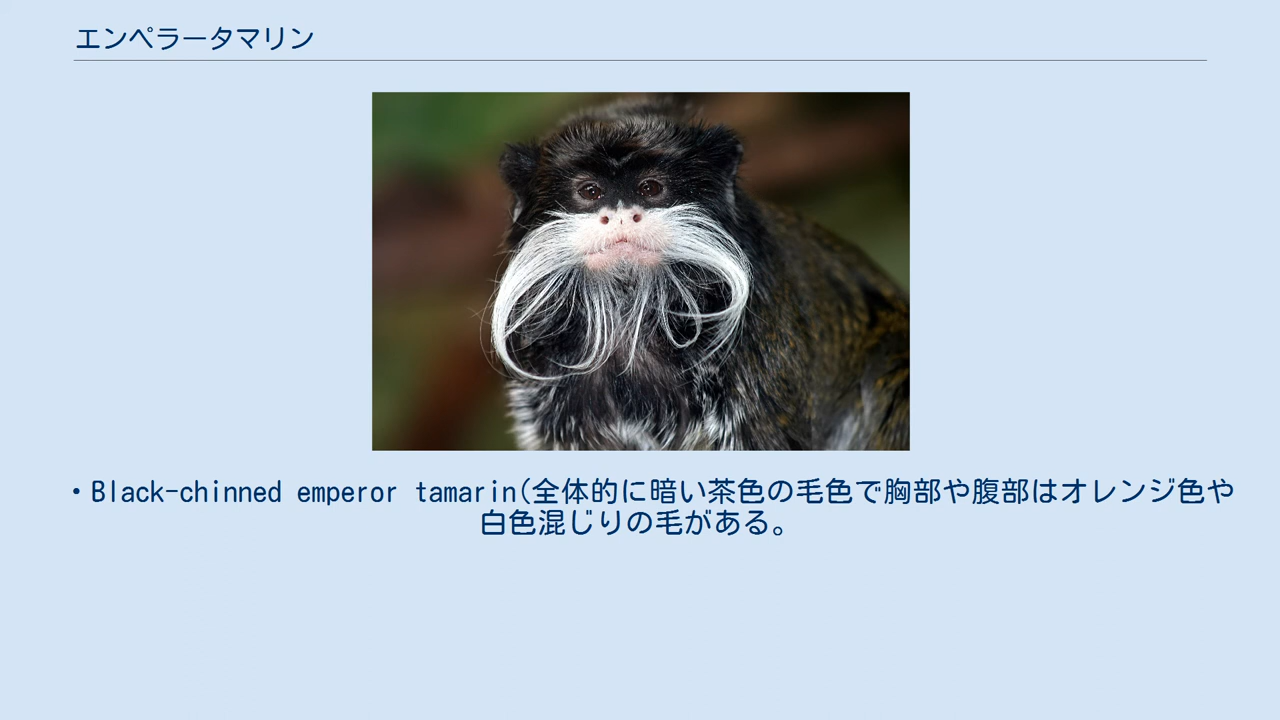 エンペラータマリン
・Black-chinned emperor tamarin(全体的に暗い茶色の毛色で胸部や腹部はオレンジ色や
白色混じりの毛がある。